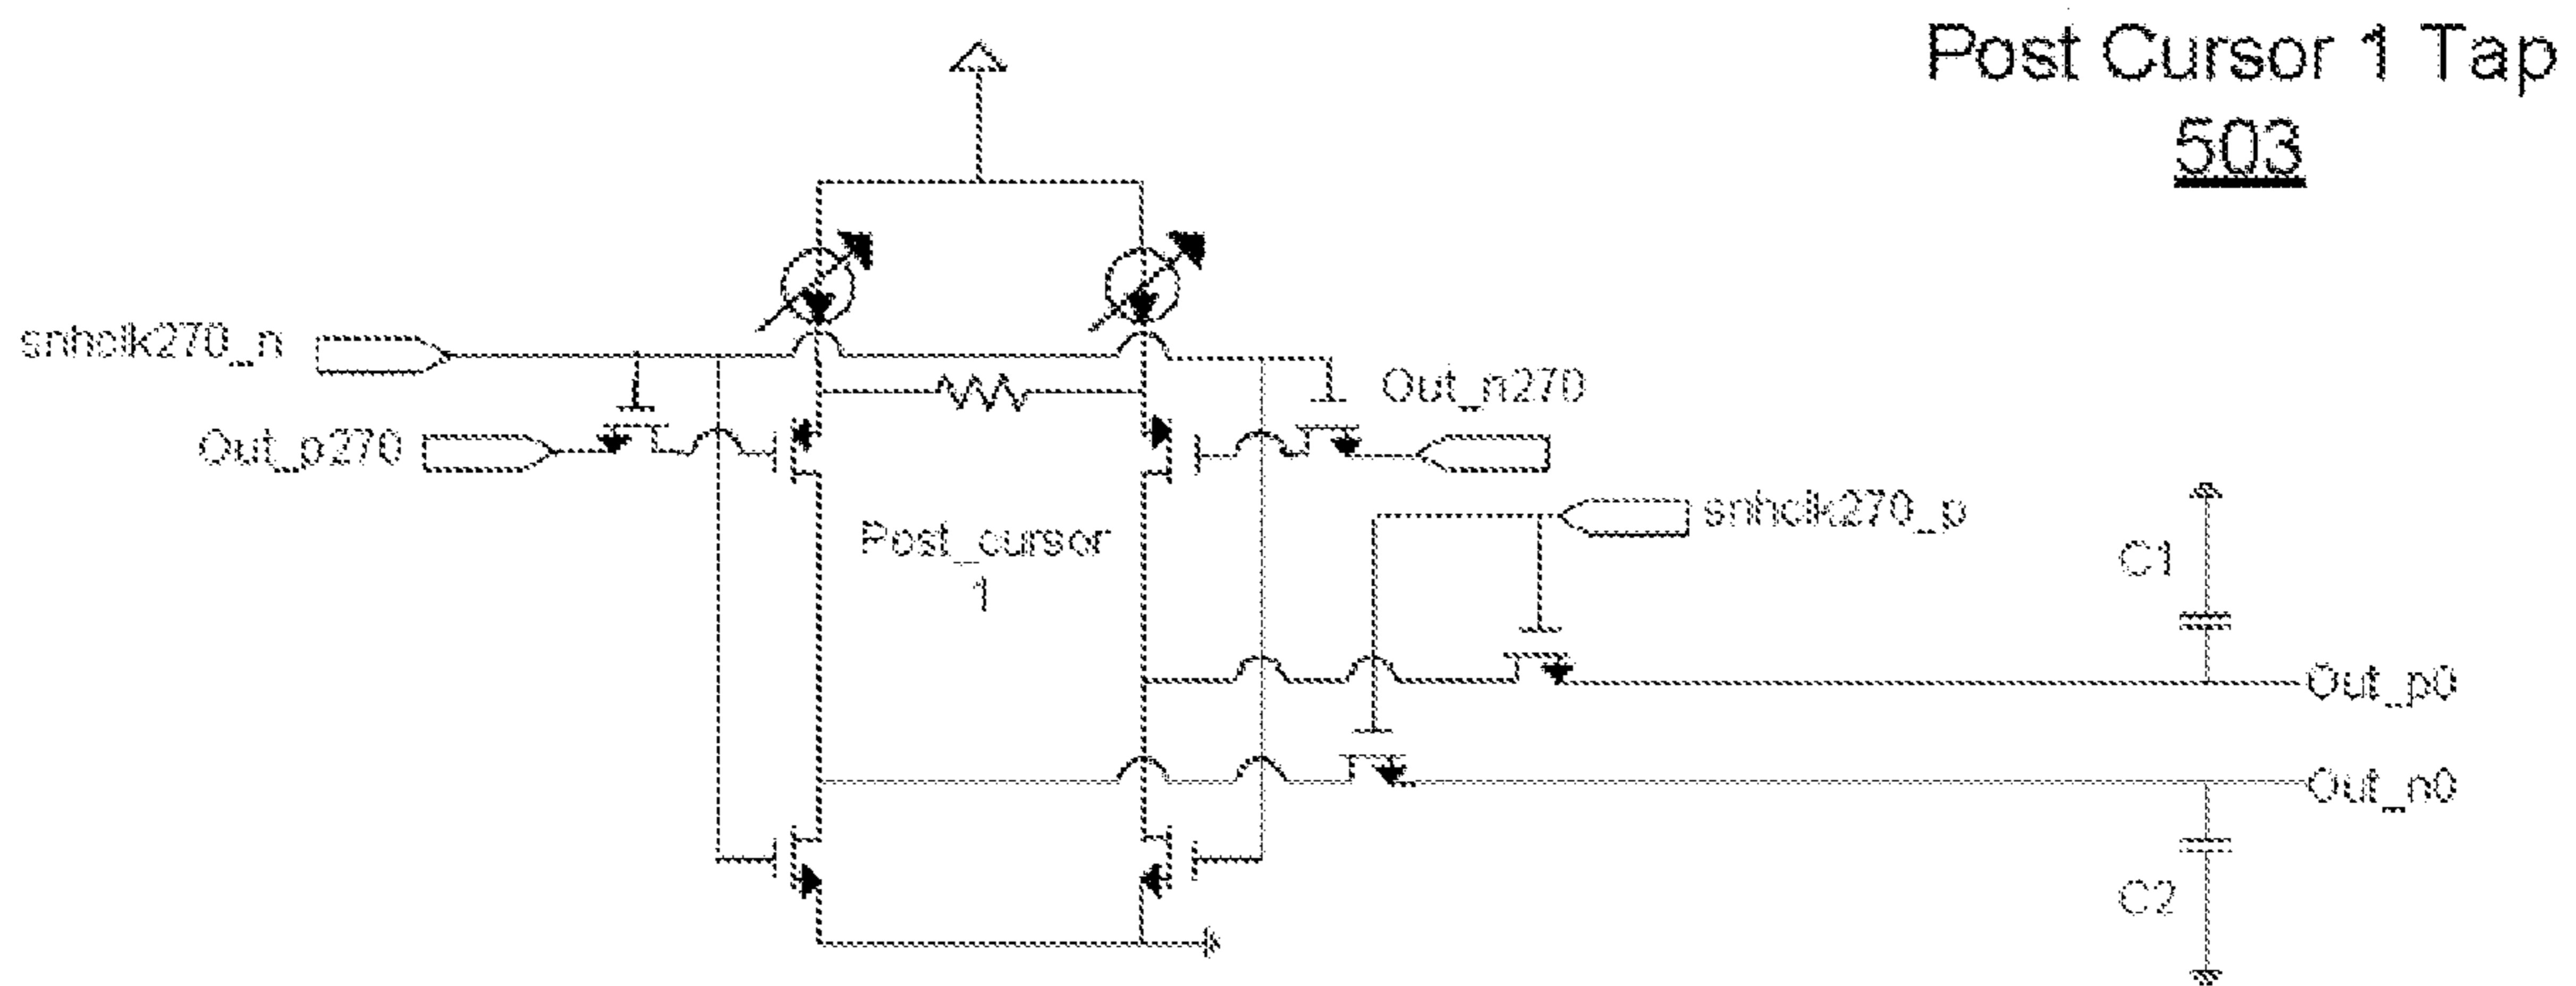 Post Cursor 1 Tap
503
snhclk270_n
Out_n270
Out_p270
snhclk270_p
Post_cursor
1
C1
Out_p0
Out_n0
C2